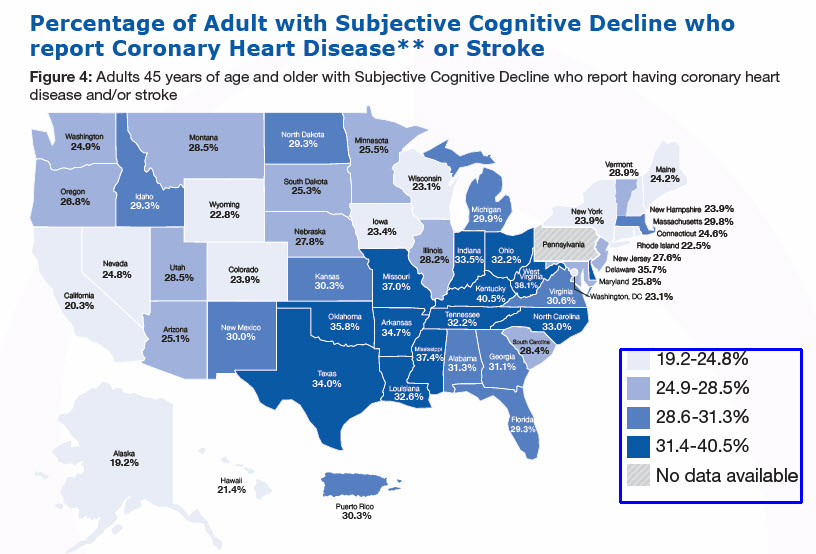 Percentage of Adult with Subjective Cognitive Decline who
report Coronary Heart Disease** or Stroke
Figure 4: Adults 45 years of age and older with Subjective Cognitive Decline who report having coronary heart
disease and/or stroke
Washington
24.9%
Montana
28.5%
North Dakota
29.3%
Minnesota
25.5%
Vermont
28.9%
Maine
24.2%
Oregon
26.8%
Idaho
29.3%
South Dakota
25.3%
Wisconsin
23.1%
Wyoming
22.8%
Michigan
29.9%
New York
23.9%
New Hampshire 23.9%
Massachusetts 29.8%
Connecticut 24.6%
Rhode Island 22.5%
New Jersey 27.6%
Delaware 35.7%
Maryland 25.8%
Washington, DC 23.1%
Iowa
23.4%
Nebraska
27.8%
Pennsylvania
Nevada
24.8%
Utah
28.5%
Colorado
23.9%
Illinois
28.2%
Indiana
33.5%
Ohio
32.2%
California
20.3%
Kansas
30.3%
Missouri
37.0%
West
Virginia
38.1%
Kentucky
40.5%
Virginia
30.6%
Arizona
25.1%
New Mexico
30.0%
Oklahoma
35.8%
Arkansas
34.7%
Tennessee
32.2%
North Carolina
33.0%
South Carolina
28.4%
Texas
34.0%
Mississippi
37.4%
Alabama
31.3%
Georgia
31.1%
Louisiana
32.6%
Florida
29.3%
Alaska
19.2%
Hawaii
21.4%
Puerto Rico
30.3%
19.2-24.8%
24.9-28.5%
28.6-31.3%
31.4-40.5%
No data available